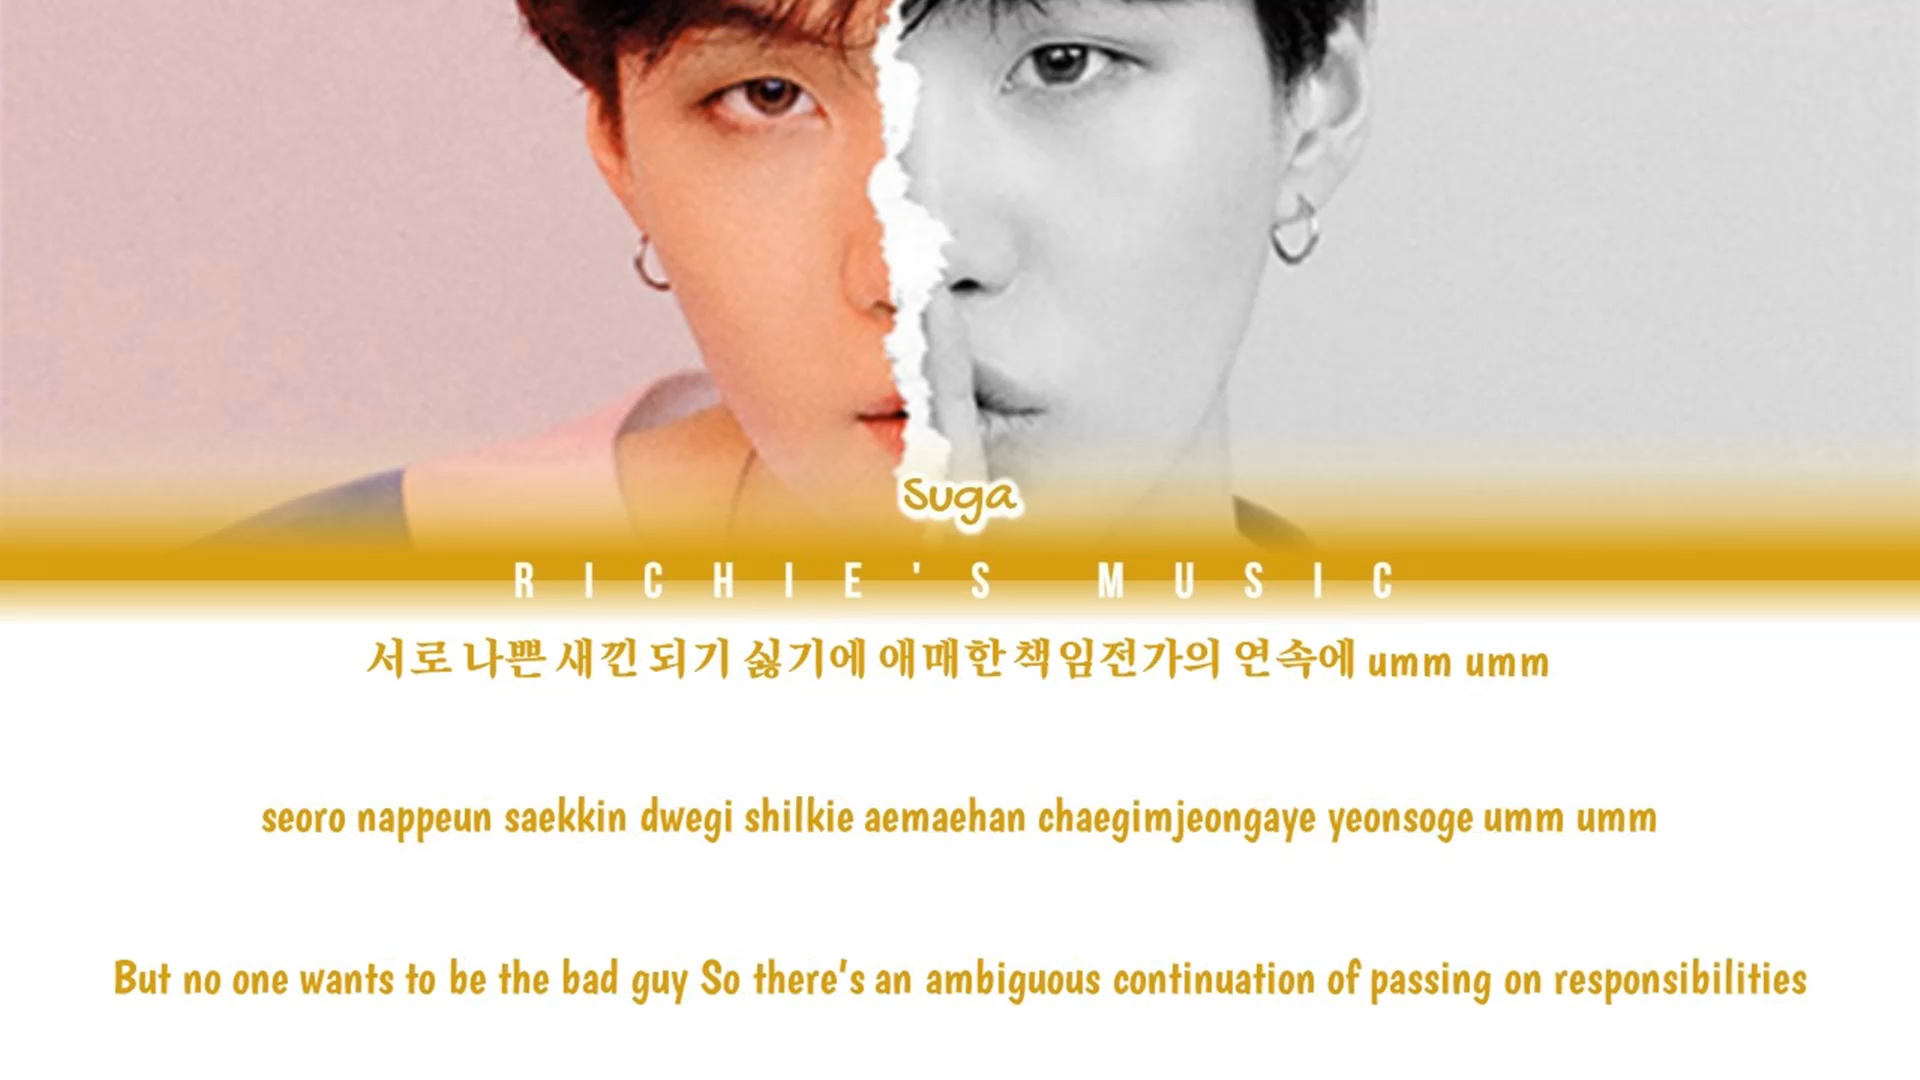 Suga
RICHIE'S MUSIC
서로 나쁜 새낀 되기 싫기에 애매한 책임전가의 연속에 umm umm
seoro nappeun saekkin dwegi shilkie aemaehan chaegimjeongaye yeonsoge umm umm
But no one wants to be the bad guy So there's an ambiguous continuation of passing on responsibilities